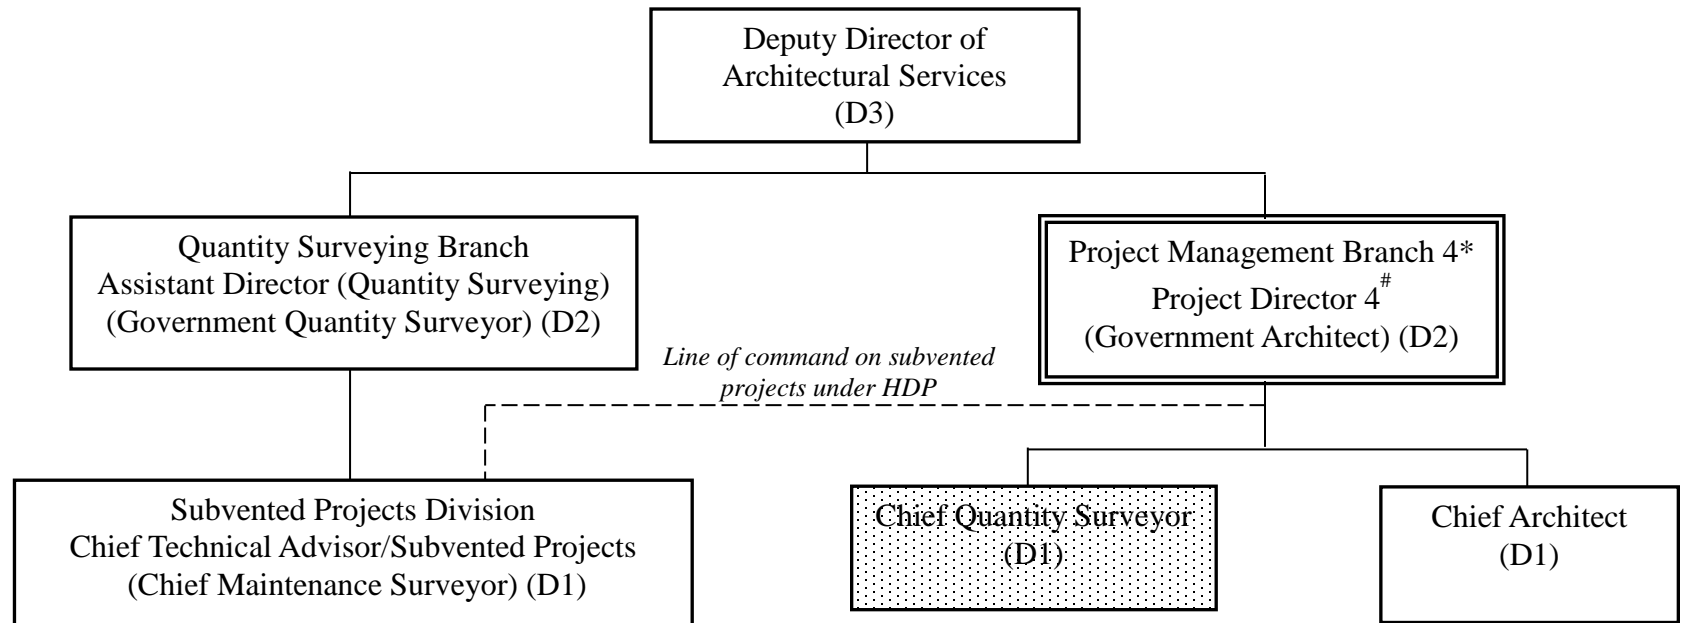 Deputy Director of
Architectural Services
(D3)
Quantity Surveying Branch
Assistant Director (Quantity Surveying)
(Government Quantity Surveyor) (D2)
Project Management Branch 4*
Project Director 4#
(Government Architect) (D2)
Line of command on subvented
projects under HDP
Subvented Projects Division
Chief Technical Advisor/Subvented Projects
(Chief Maintenance Surveyor) (D1)
Chief Quantity Surveyor
(D1)
Chief Architect
(D1)